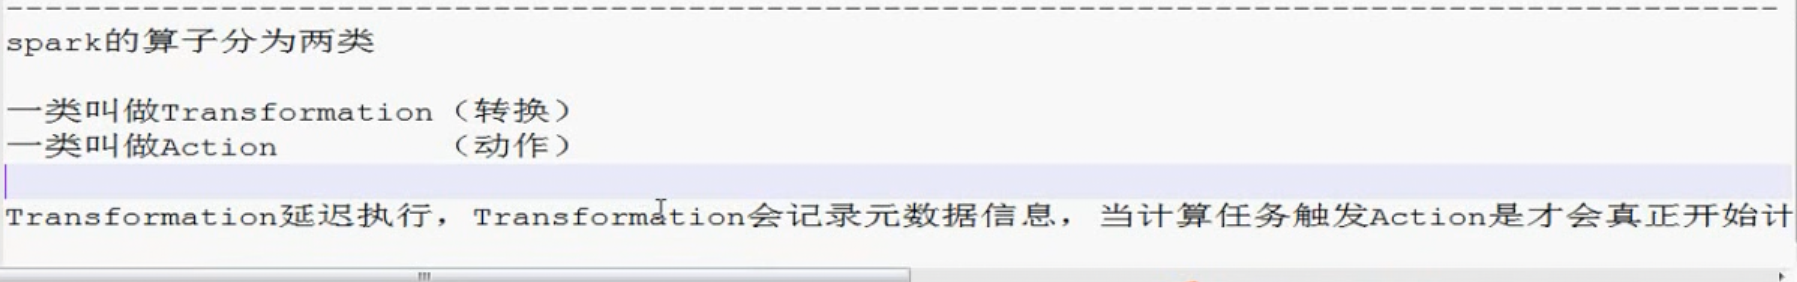 --------------------------------------------------------------------------------------------
spark的算子分为两类
一类叫做Transformation（转换）
一类叫做Action        （动作）
Transformation延迟执行，Transformation会记录元数据信息，当计算任务触发Action是才会真正开始计